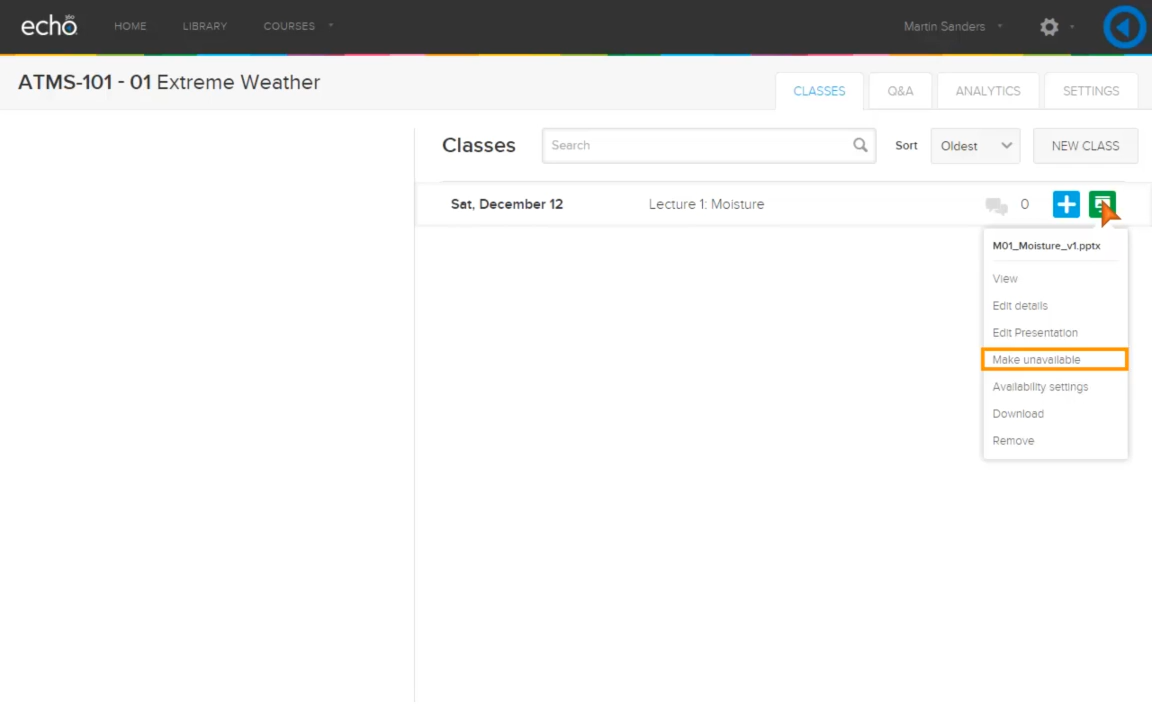 echo360 HOME LIBRARY COURSES Martin Sanders
ATMS-101 - 01 Extreme Weather
CLASSES Q&A ANALYTICS SETTINGS
Classes Search Sort Oldest NEW CLASS
Sat, December 12 Lecture 1: Moisture 0
M01_Moisture_v1.pptx
View
Edit details
Edit Presentation
Make unavailable
Availability settings
Download
Remove